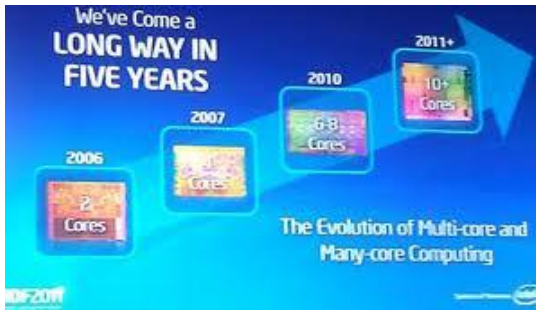 We've Come a
LONG WAY IN
FIVE YEARS
2011+
10+
Cores
2010
6-8
Cores
2007
Cores
2006
2
Cores
The Evolution of Multi-core and
Many-core Computing
IDF2011
intel